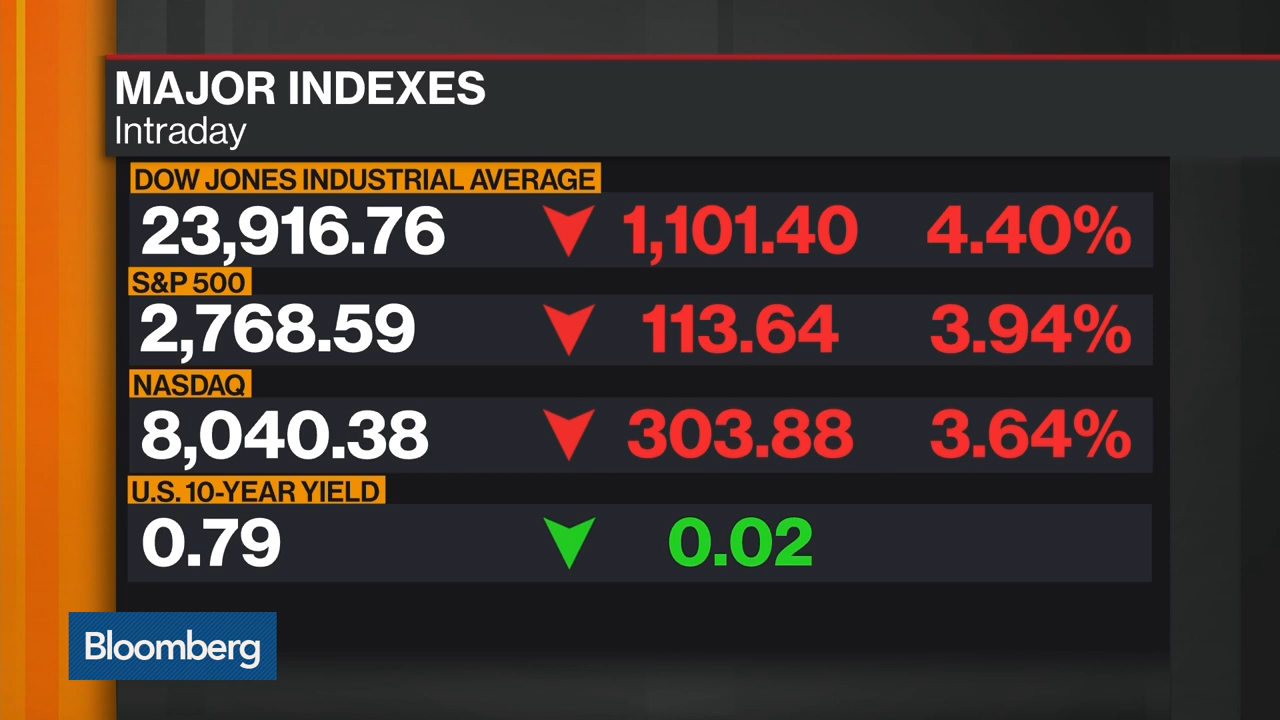 MAJOR INDEXES
Intraday
DOW JONES INDUSTRIAL AVERAGE
23,916.76 1,101.40 4.40%
S&P 500
2,768.59 113.64 3.94%
NASDAQ
8,040.38 303.88 3.64%
U.S. 10-YEAR YIELD
0.79 0.02
Bloomberg